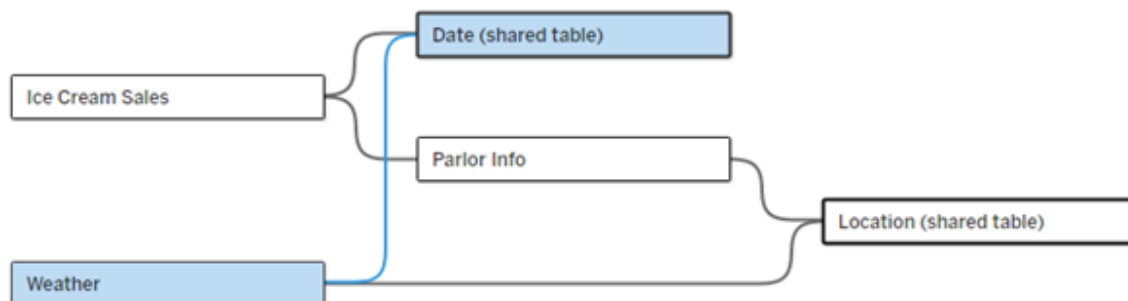 Date (shared table)
Ice Cream Sales
Parlor Info
Location (shared table)
Weather